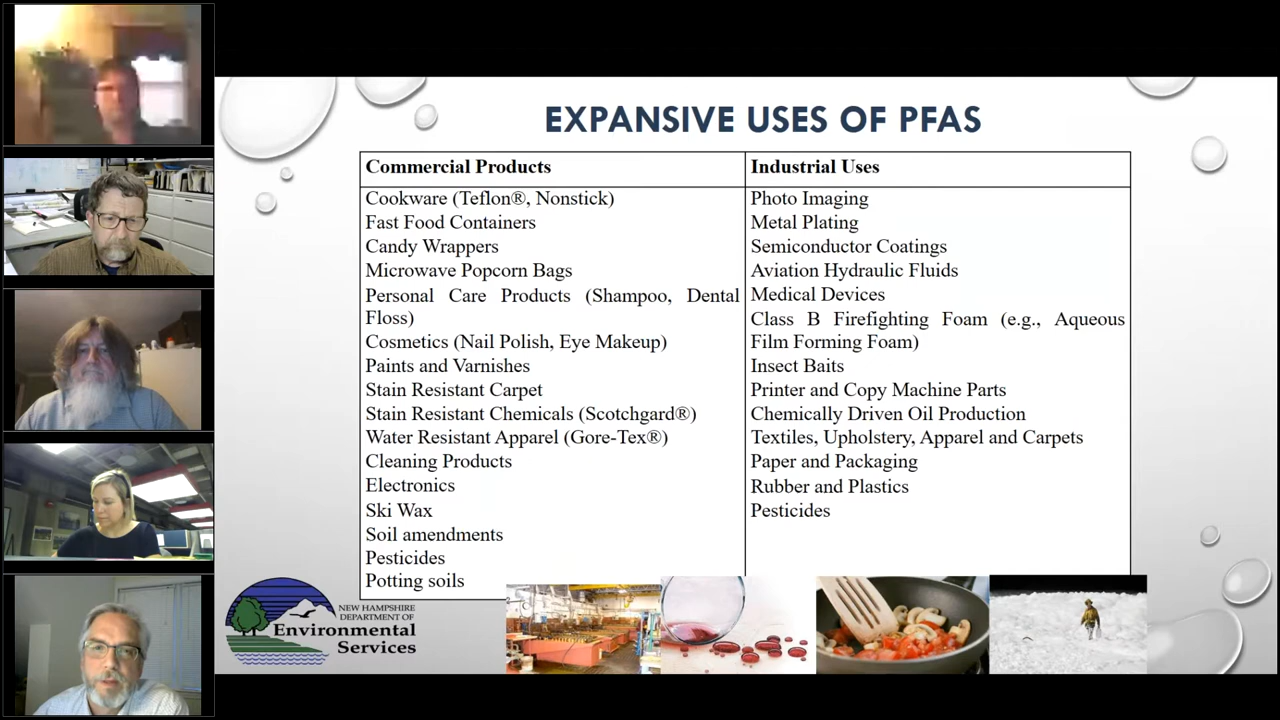 EXPANSIVE USES OF PFAS
Commercial Products
Cookware (Teflon®, Nonstick)
Fast Food Containers
Candy Wrappers
Microwave Popcorn Bags
Personal Care Products (Shampoo, Dental
Floss)
Cosmetics (Nail Polish, Eye Makeup)
Paints and Varnishes
Stain Resistant Carpet
Stain Resistant Chemicals (Scotchgard®)
Water Resistant Apparel (Gore-Tex®)
Cleaning Products
Electronics
Ski Wax
Soil amendments
Pesticides
Potting soils
Industrial Uses
Photo Imaging
Metal Plating
Semiconductor Coatings
Aviation Hydraulic Fluids
Medical Devices
Class B Firefighting Foam (e.g., Aqueous
Film Forming Foam)
Insect Baits
Printer and Copy Machine Parts
Chemically Driven Oil Production
Textiles, Upholstery, Apparel and Carpets
Paper and Packaging
Rubber and Plastics
Pesticides
NEW HAMPSHIRE
DEPARTMENT OF
Environmental
Services